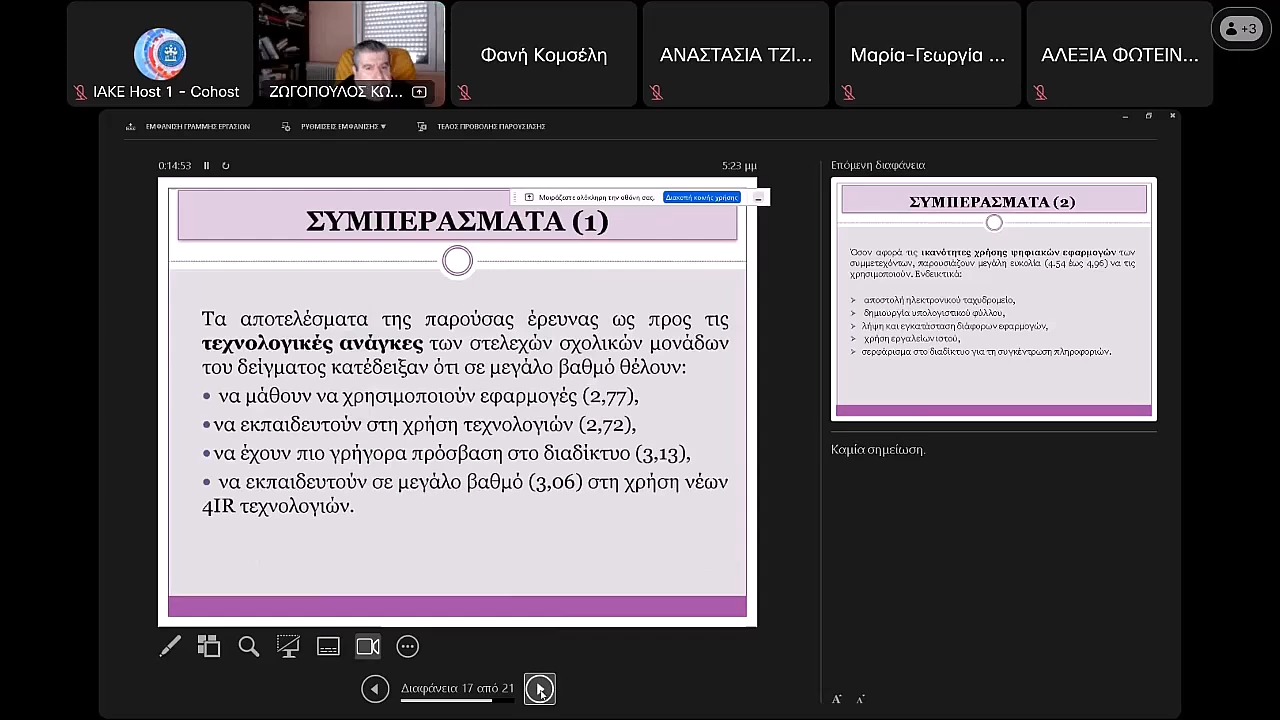 +3
IAKE Host 1 - Cohost
ΖΩΓΟΠΟΥΛΟΣ ΚΩ...
Φανή Κομσέλη
ΑΝΑΣΤΑΣΙΑ ΤΖΙ...
Μαρία-Γεωργία ...
ΑΛΕΞΙΑ ΦΩΤΕΙΝ...
ΕΜΦΑΝΙΣΗ ΓΡΑΜΜΗΣ ΕΡΓΑΣΙΩΝ
ΡΥΘΜΙΣΕΙΣ ΕΜΦΑΝΙΣΗΣ ▾
ΤΕΛΟΣ ΠΡΟΒΟΛΗΣ ΠΑΡΟΥΣΙΑΣΗΣ
0:14:53
5:23 μμ
Μοιράζεστε ολόκληρη την οθόνη σας.
Διακοπή κοινής χρήσης
ΣΥΜΠΕΡΑΣΜΑΤΑ (1)
Τα αποτελέσματα της παρούσας έρευνας ως προς τις
τεχνολογικές ανάγκες των στελεχών σχολικών μονάδων
του δείγματος κατέδειξαν ότι σε μεγάλο βαθμό θέλουν:
• να μάθουν να χρησιμοποιούν εφαρμογές (2,77),
• να εκπαιδευτούν στη χρήση τεχνολογιών (2,72),
• να έχουν πιο γρήγορα πρόσβαση στο διαδίκτυο (3,13),
• να εκπαιδευτούν σε μεγάλο βαθμό (3,06) στη χρήση νέων
4IR τεχνολογιών.
Διαφάνεια 17 από 21
Επόμενη διαφάνεια
ΣΥΜΠΕΡΑΣΜΑΤΑ (2)
Όσον αφορά τις ικανότητες χρήσης ψηφιακών εφαρμογών των
συμμετεχόντων, παρουσιάζουν μεγάλη ευκολία (4,54 έως 4,96) να τις
χρησιμοποιούν. Ενδεικτικά:
➢ αποστολή ηλεκτρονικού ταχυδρομείο,
➢ δημιουργία υπολογιστικού φύλλου,
➢ λήψη και εγκατάσταση διάφορων εφαρμογών,
➢ χρήση εργαλείων ιστού,
➢ σερφάρισμα στο διαδίκτυο για τη συγκέντρωση πληροφοριών.
Καμία σημείωση.
A A